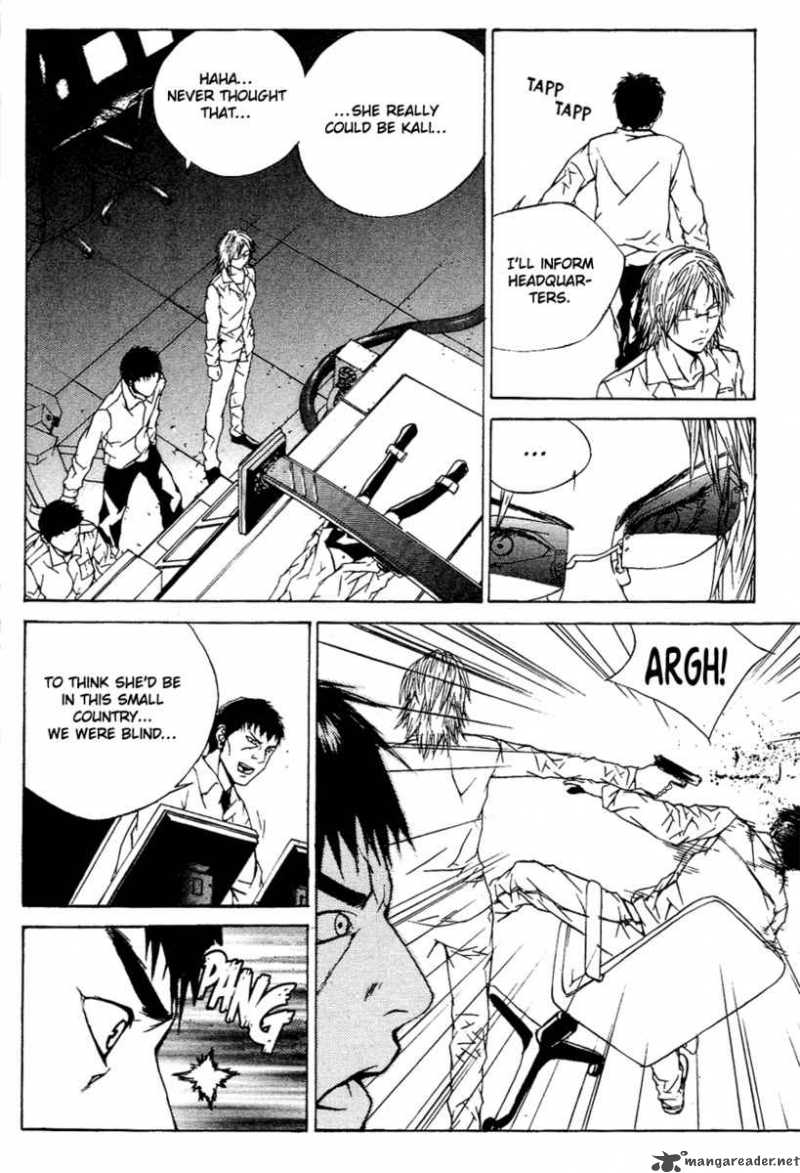 HAHA...
NEVER THOUGHT
THAT...
...SHE REALLY
COULD BE KALI...
TAPP
TAPP
I'LL INFORM
HEADQUAR-
TERS.
...
TO THINK SHE'D BE
IN THIS SMALL
COUNTRY...
WE WERE BLIND...
PAING
ARGH!
mangareader.net